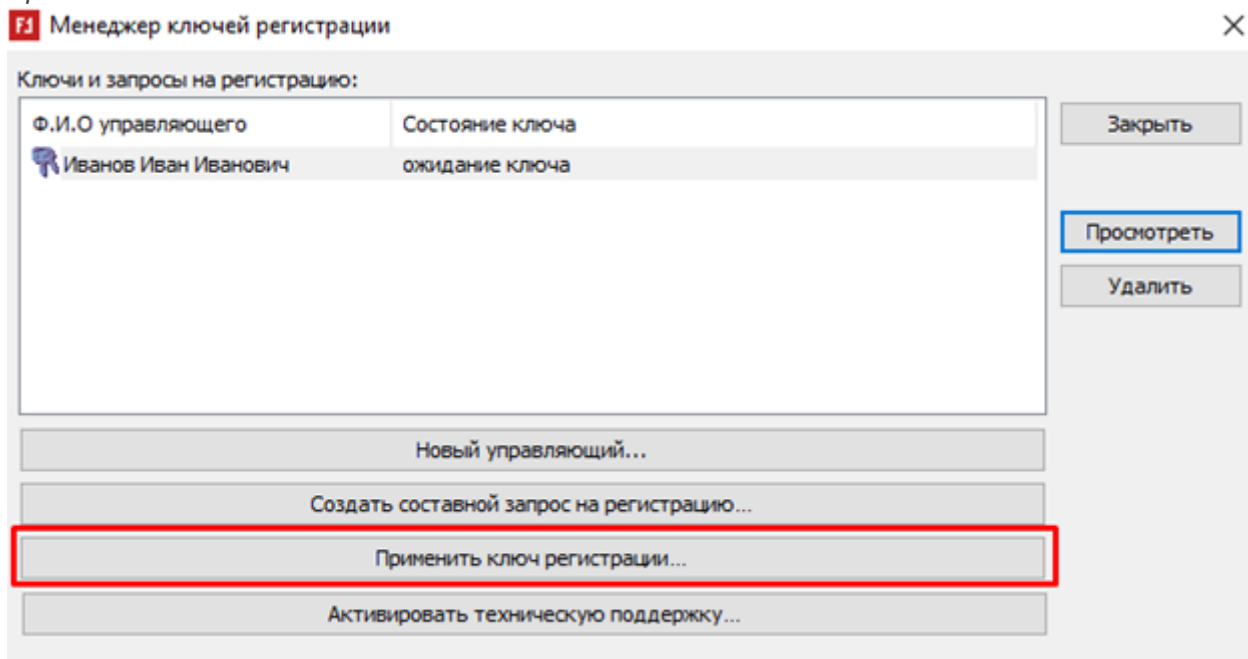 Менеджер ключей регистрации
Ключи и запросы на регистрацию:
Ф.И.О управляющего Состояние ключа Закрыть
Иванов Иван Иванович ожидание ключа
Просмотреть
Удалить
Новый управляющий...
Создать составной запрос на регистрацию...
Применить ключ регистрации...
Активировать техническую поддержку...